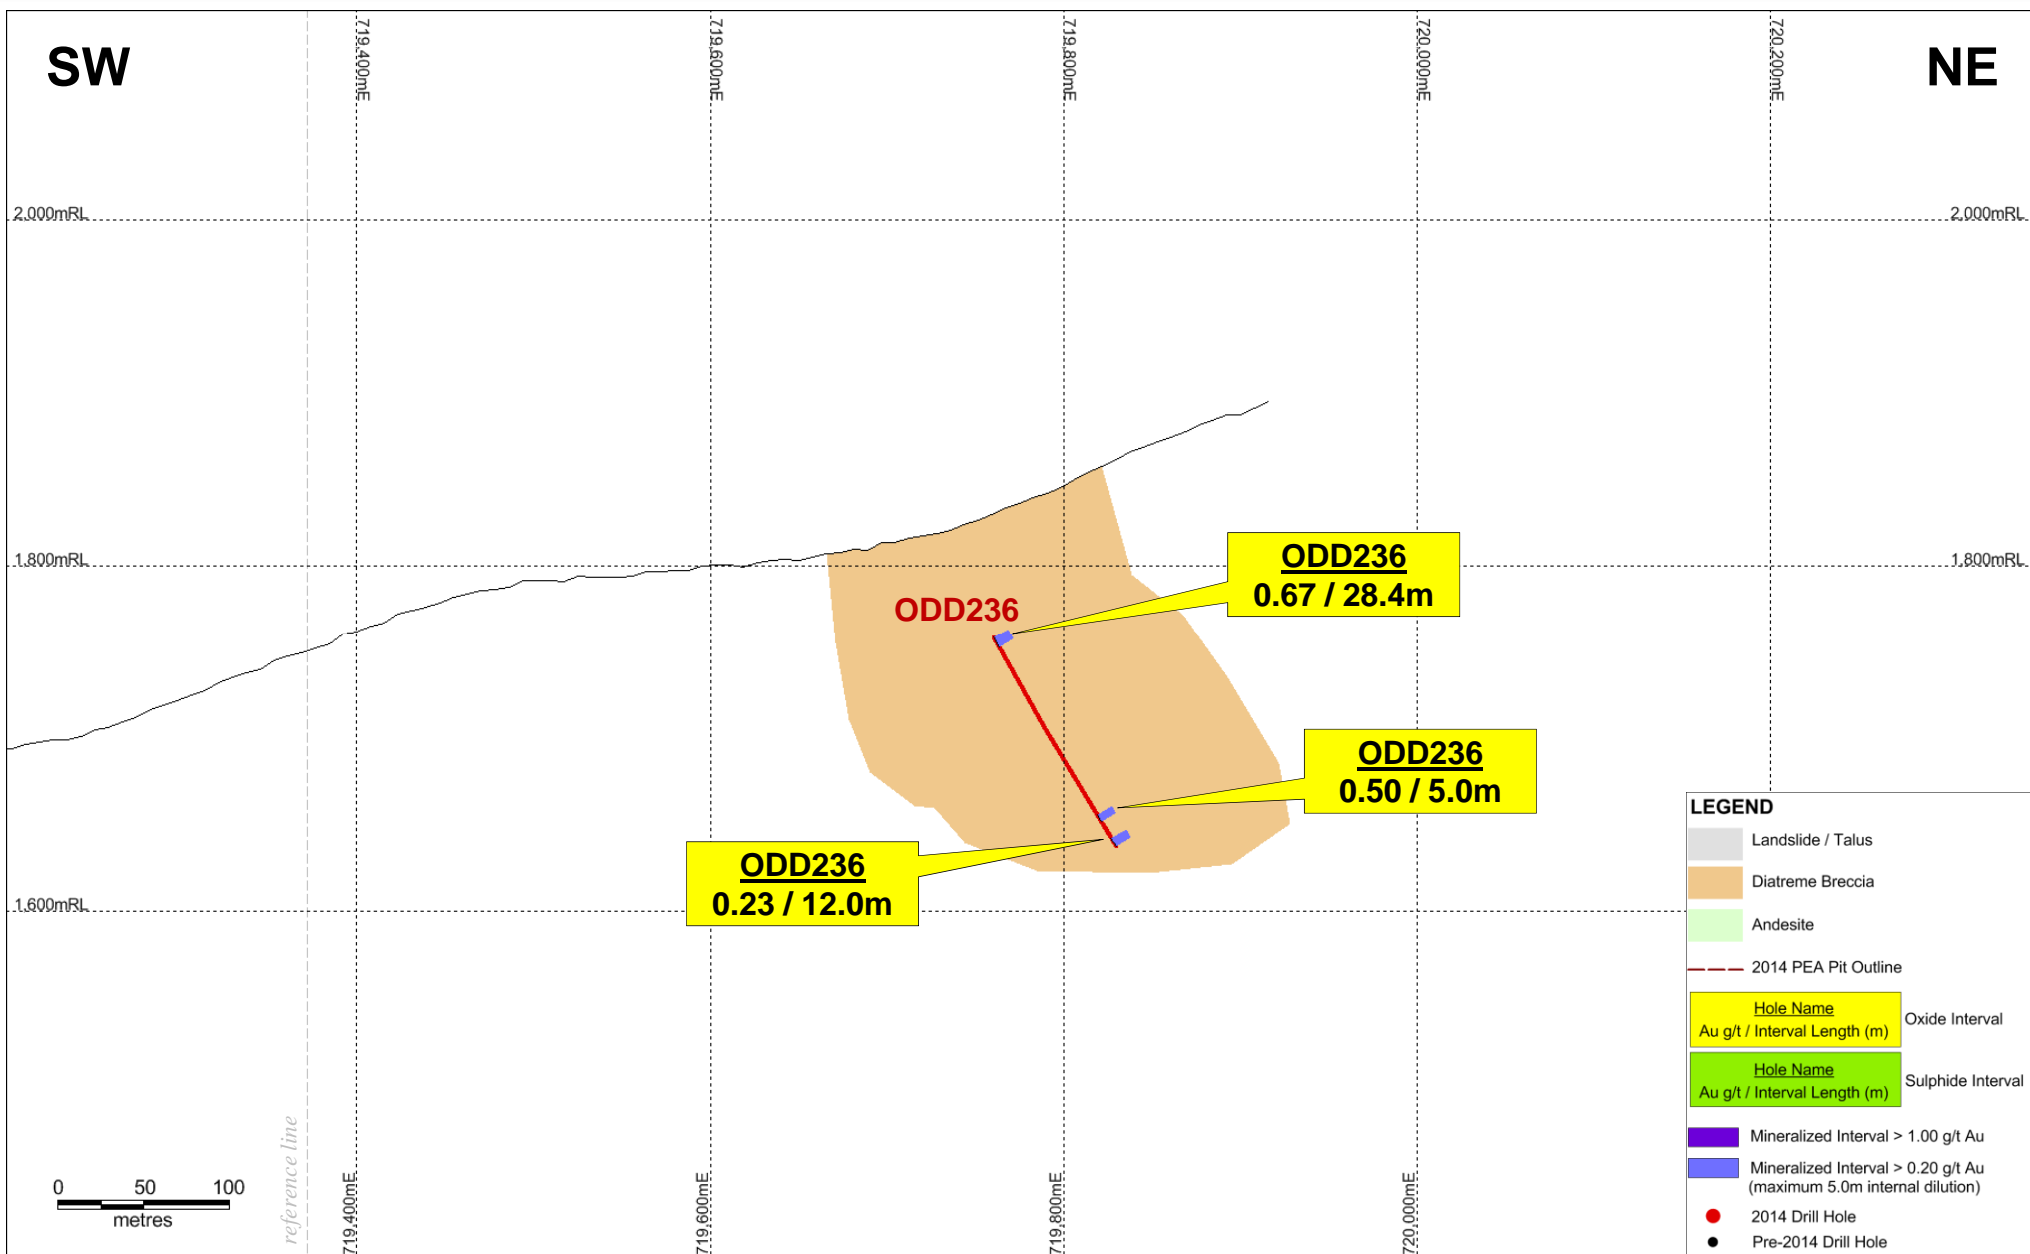 SW
NE
719,400mE
719,600mE
719,800mE
720,000mE
720,200mE
2,000mRL
2,000mRL
1,800mRL
1,800mRL
ODD236
0.67 / 28.4m
ODD236
ODD236
0.50 / 5.0m
ODD236
0.23 / 12.0m
1,600mRL
LEGEND
Landslide / Talus
Diatreme Breccia
Andesite
2014 PEA Pit Outline
Hole Name
Au g/t / Interval Length (m)
Oxide Interval
Hole Name
Au g/t / Interval Length (m)
Sulphide Interval
Mineralized Interval > 1.00 g/t Au
Mineralized Interval > 0.20 g/t Au
(maximum 5.0m internal dilution)
2014 Drill Hole
Pre-2014 Drill Hole
0 50 100
metres
reference line
719,400mE
719,600mE
719,800mE
720,000mE